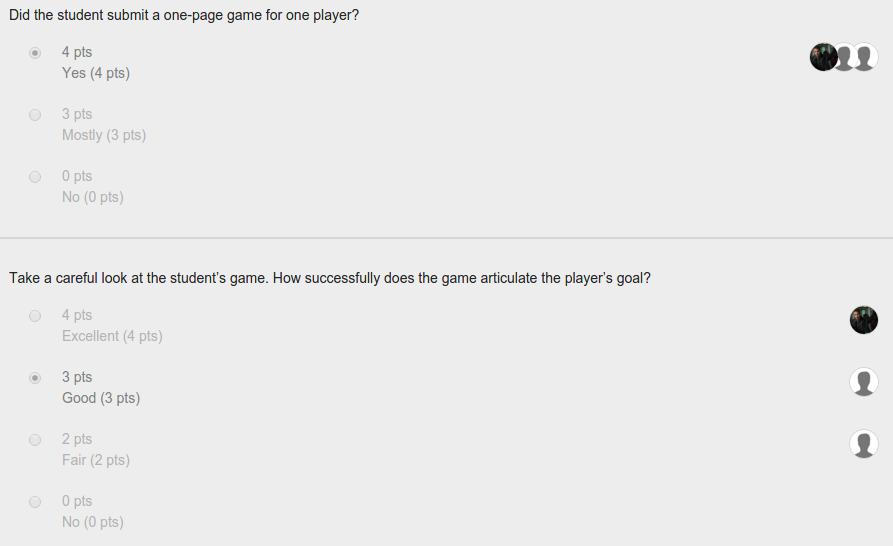 Did the student submit a one-page game for one player?
4 pts
Yes (4 pts)
3 pts
Mostly (3 pts)
0 pts
No (0 pts)
Take a careful look at the student’s game. How successfully does the game articulate the player’s goal?
4 pts
Excellent (4 pts)
3 pts
Good (3 pts)
2 pts
Fair (2 pts)
0 pts
No (0 pts)